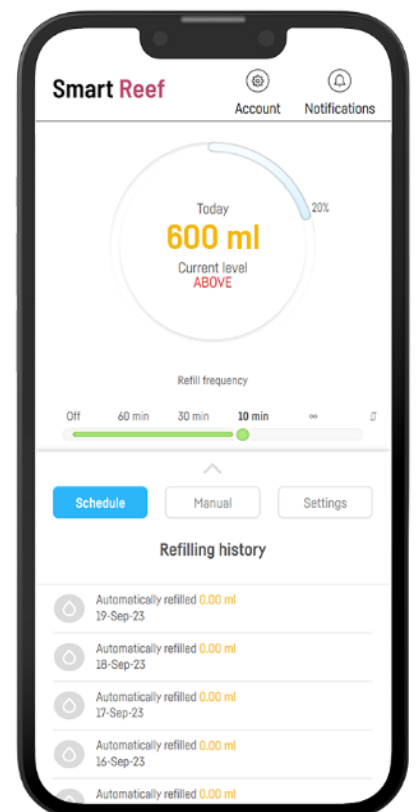 Smart Reef
Account
Notifications
20%
Today
600 ml
Current level
ABOVE
Refill frequency
Off 60 min 30 min 10 min ∞
Schedule Manual Settings
Refilling history
Automatically refilled 0.00 ml
19-Sep-23
Automatically refilled 0.00 ml
18-Sep-23
Automatically refilled 0.00 ml
17-Sep-23
Automatically refilled 0.00 ml
16-Sep-23
Automatically refilled 0.00 ml